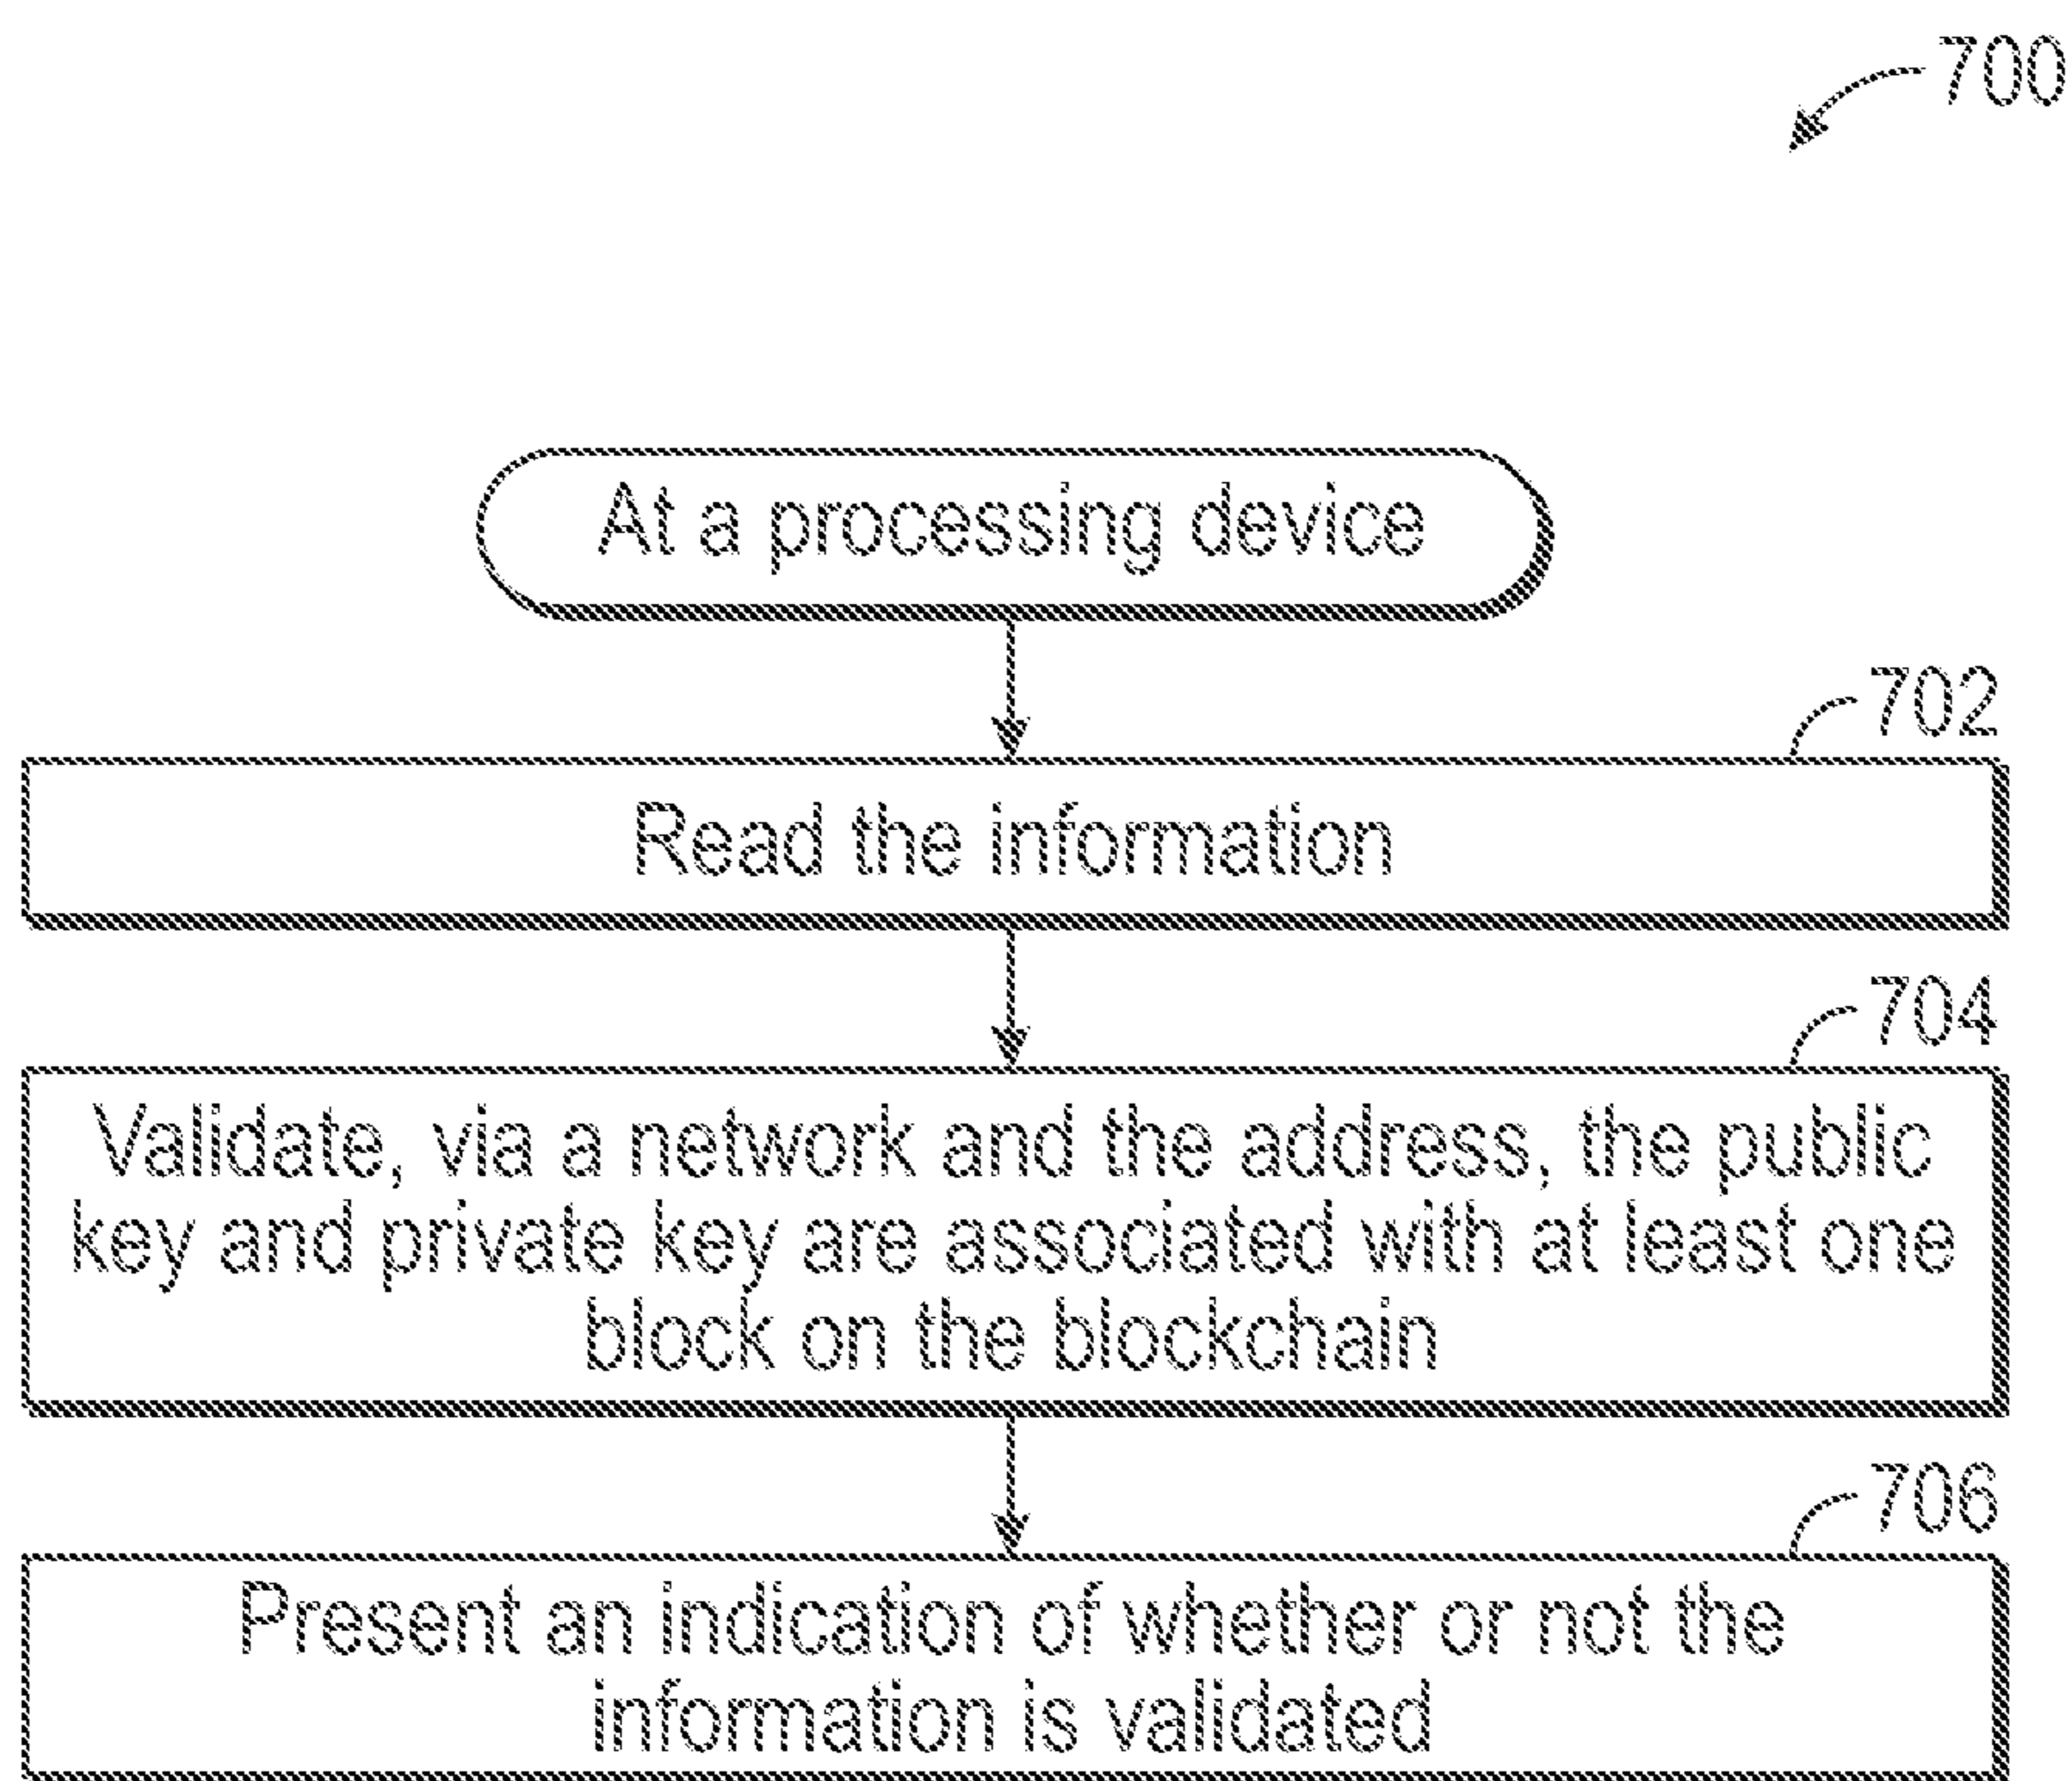 700
At a processing device
702
Read the information
704
Validate, via a network and the address, the public
key and private key are associated with at least one
block on the blockchain
706
Present an indication of whether or not the
information is validated